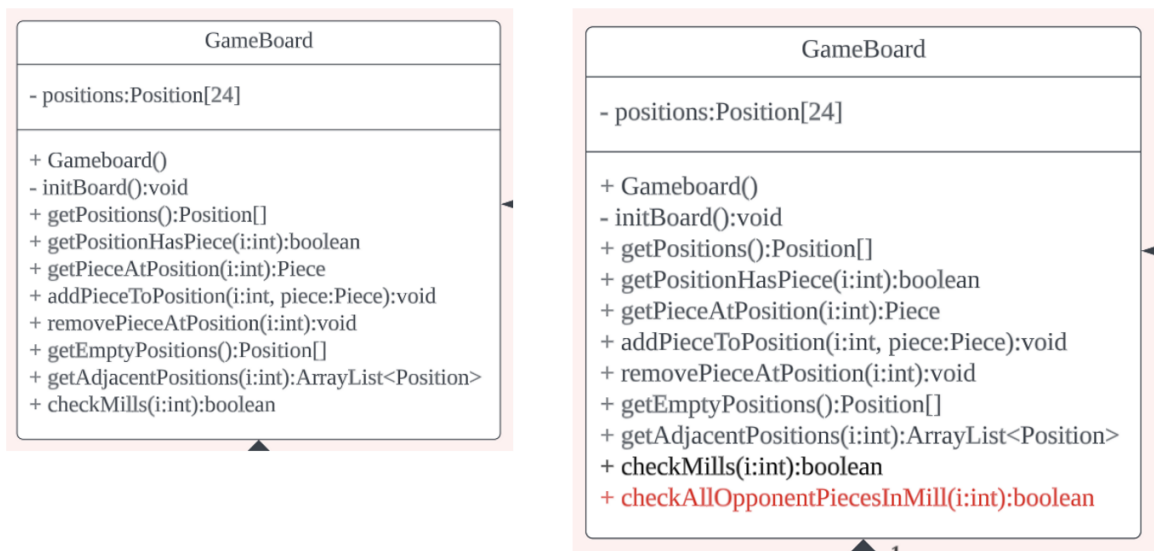 GameBoard
- positions:Position[24]
+ Gameboard()
- initBoard():void
+ getPositions():Position[]
+ getPositionHasPiece(i:int):boolean
+ getPieceAtPosition(i:int):Piece
+ addPieceToPosition(i:int, piece:Piece):void
+ removePieceAtPosition(i:int):void
+ getEmptyPositions():Position[]
+ getAdjacentPositions(i:int):ArrayList<Position>
+ checkMills(i:int):boolean
GameBoard
- positions:Position[24]
+ Gameboard()
- initBoard():void
+ getPositions():Position[]
+ getPositionHasPiece(i:int):boolean
+ getPieceAtPosition(i:int):Piece
+ addPieceToPosition(i:int, piece:Piece):void
+ removePieceAtPosition(i:int):void
+ getEmptyPositions():Position[]
+ getAdjacentPositions(i:int):ArrayList<Position>
+ checkMills(i:int):boolean
+ checkAllOpponentPiecesInMill(i:int):boolean